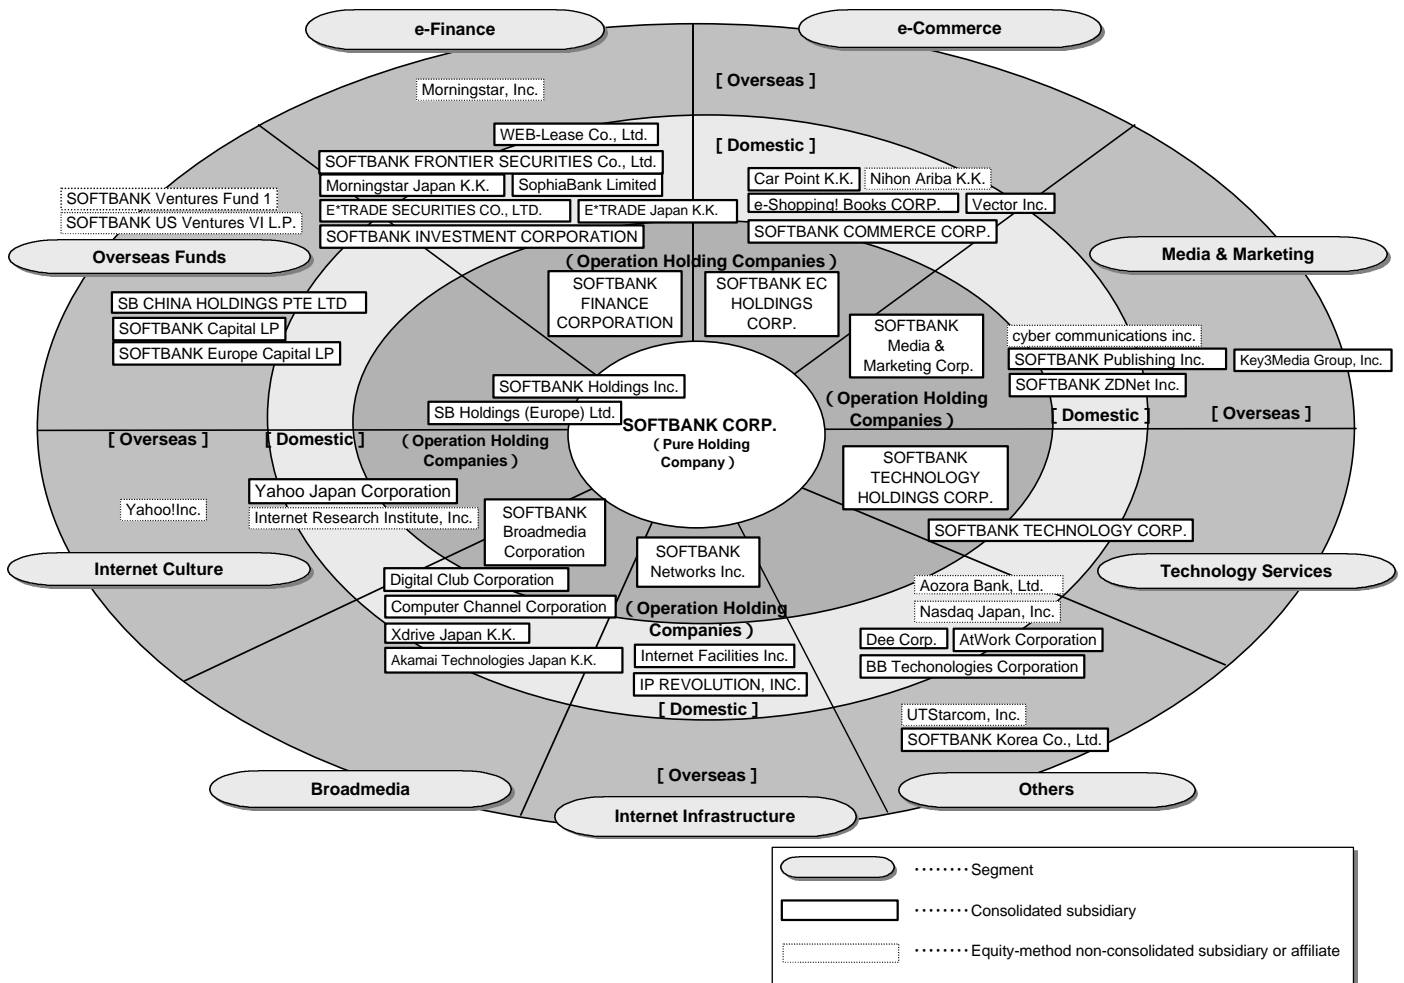 e-Finance
e-Commerce
[ Overseas ]
Morningstar, Inc.
[ Domestic ]
WEB-Lease Co., Ltd.
SOFTBANK FRONTIER SECURITIES Co., Ltd.
Morningstar Japan K.K.
SophiaBank Limited
E*TRADE SECURITIES CO., LTD.
E*TRADE Japan K.K.
SOFTBANK INVESTMENT CORPORATION
Car Point K.K.
Nihon Ariba K.K.
e-Shopping! Books CORP.
Vector Inc.
SOFTBANK COMMERCE CORP.
SOFTBANK Ventures Fund 1
SOFTBANK US Ventures VI L.P.
Overseas Funds
SB CHINA HOLDINGS PTE LTD
SOFTBANK Capital LP
SOFTBANK Europe Capital LP
( Operation Holding Companies )
SOFTBANK
FINANCE
CORPORATION
SOFTBANK EC
HOLDINGS
CORP.
Media & Marketing
SOFTBANK
Media &
Marketing Corp.
cyber communications inc.
SOFTBANK Publishing Inc.
Key3Media Group, Inc.
SOFTBANK ZDNet Inc.
( Operation Holding
Companies )
[ Domestic ]
[ Overseas ]
SOFTBANK Holdings Inc.
SB Holdings (Europe) Ltd.
SOFTBANK CORP.
( Pure Holding
Company )
[ Overseas ]
[ Domestic ]
( Operation Holding
Companies )
Yahoo Japan Corporation
Internet Research Institute, Inc.
Yahoo!Inc.
Internet Culture
SOFTBANK
Broadmedia
Corporation
Digital Club Corporation
Computer Channel Corporation
Xdrive Japan K.K.
Akamai Technologies Japan K.K.
SOFTBANK
Networks Inc.
( Operation Holding
Companies )
Internet Facilities Inc.
IP REVOLUTION, INC.
[ Domestic ]
[ Overseas ]
SOFTBANK
TECHNOLOGY
HOLDINGS CORP.
SOFTBANK TECHNOLOGY CORP.
Technology Services
Aozora Bank, Ltd.
Nasdaq Japan, Inc.
Dee Corp.
AtWork Corporation
BB Techonologies Corporation
UTStarcom, Inc.
SOFTBANK Korea Co., Ltd.
Broadmedia
Internet Infrastructure
Others
········ Segment
········ Consolidated subsidiary
········ Equity-method non-consolidated subsidiary or affiliate